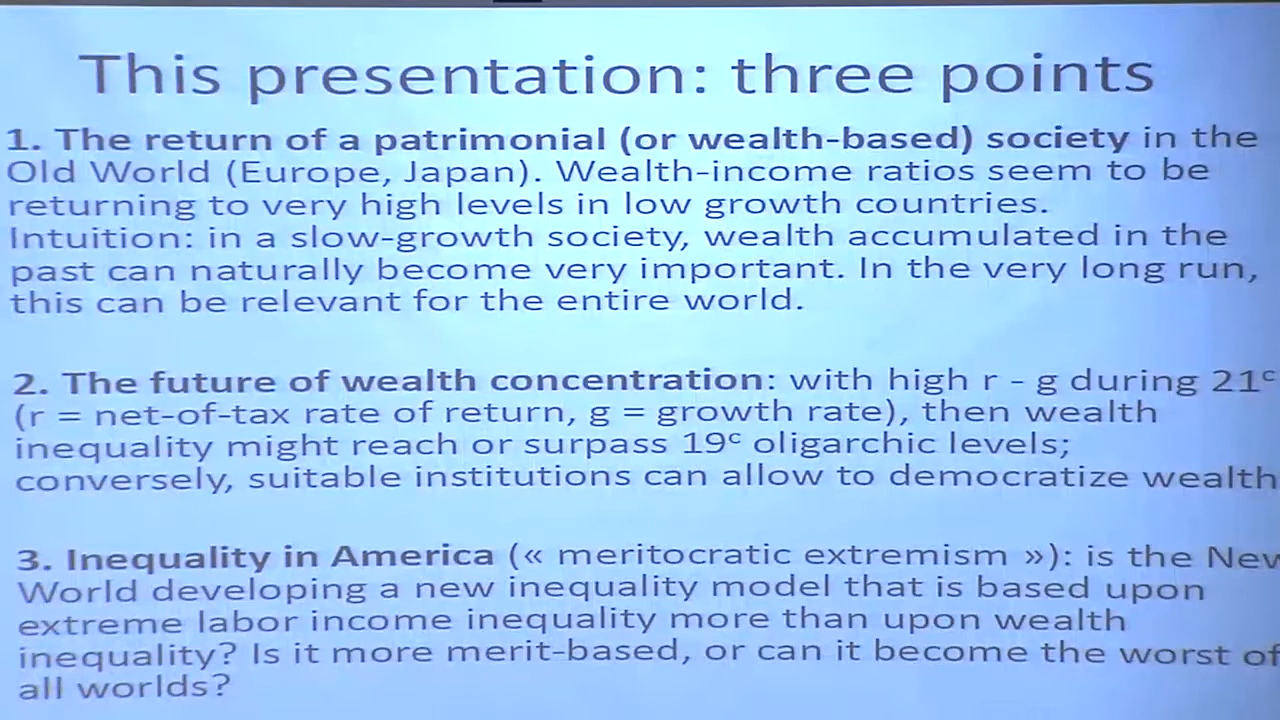 This presentation: three points
1. The return of a patrimonial (or wealth-based) society in the
Old World (Europe, Japan). Wealth-income ratios seem to be
returning to very high levels in low growth countries.
Intuition: in a slow-growth society, wealth accumulated in the
past can naturally become very important. In the very long run,
this can be relevant for the entire world.
2. The future of wealth concentration: with high r - g during 21ᶜ
(r = net-of-tax rate of return, g = growth rate), then wealth
inequality might reach or surpass 19ᶜ oligarchic levels;
conversely, suitable institutions can allow to democratize wealth
3. Inequality in America (« meritocratic extremism »): is the New
World developing a new inequality model that is based upon
extreme labor income inequality more than upon wealth
inequality? Is it more merit-based, or can it become the worst of
all worlds?